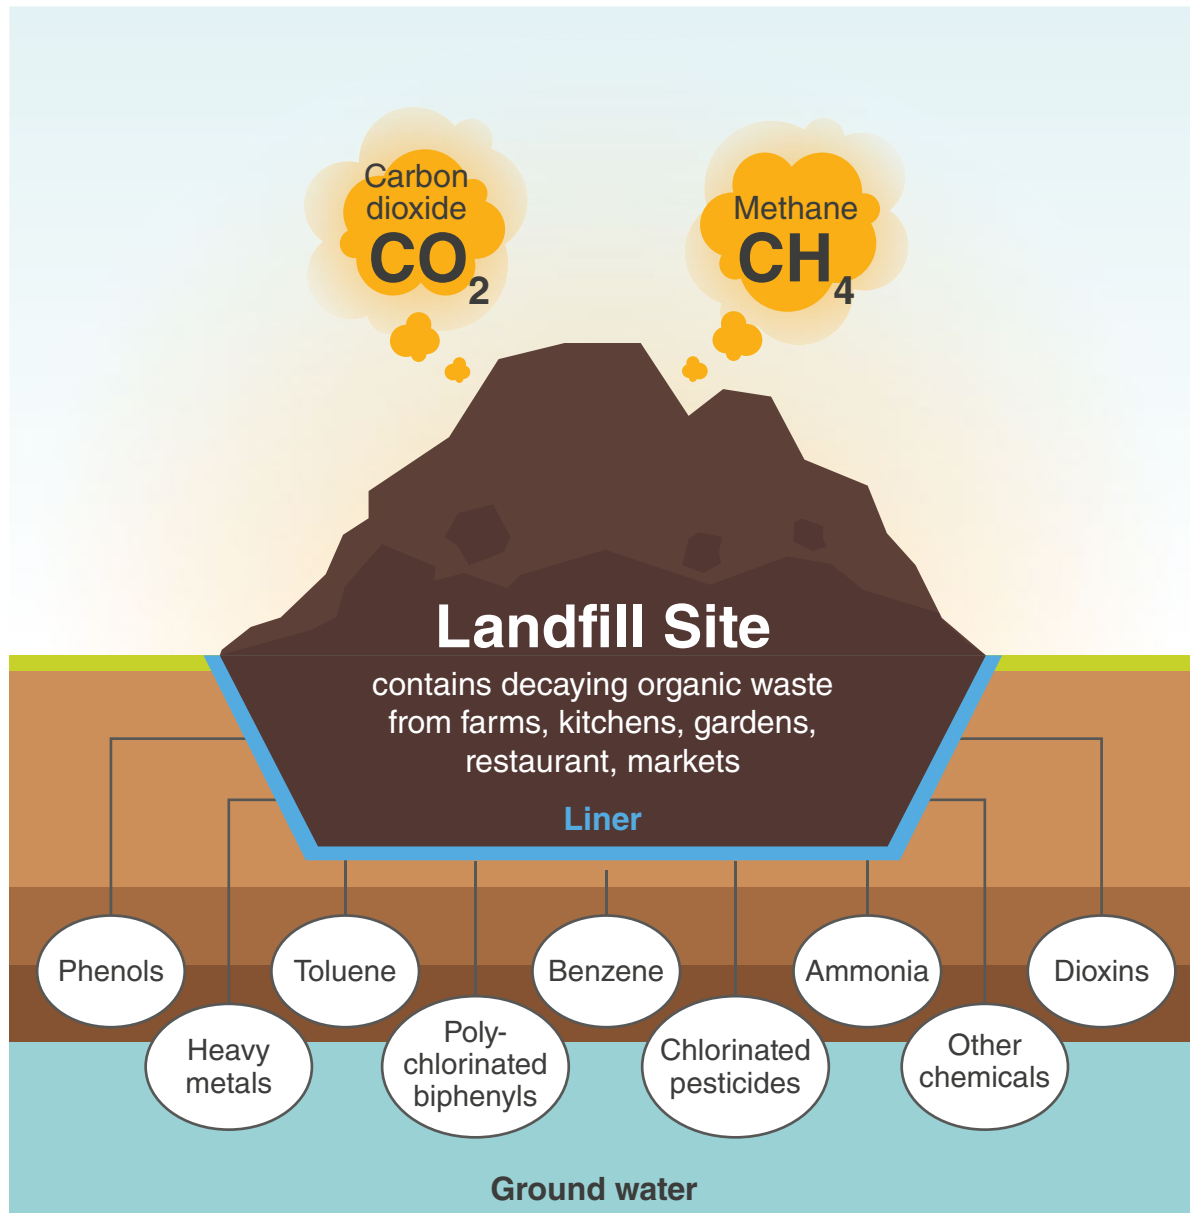 Carbon
dioxide
CO₂
Methane
CH₄
Landfill Site
contains decaying organic waste
from farms, kitchens, gardens,
restaurant, markets
Liner
Phenols
Toluene
Benzene
Ammonia
Dioxins
Heavy
metals
Poly-
chlorinated
biphenyls
Chlorinated
pesticides
Other
chemicals
Ground water